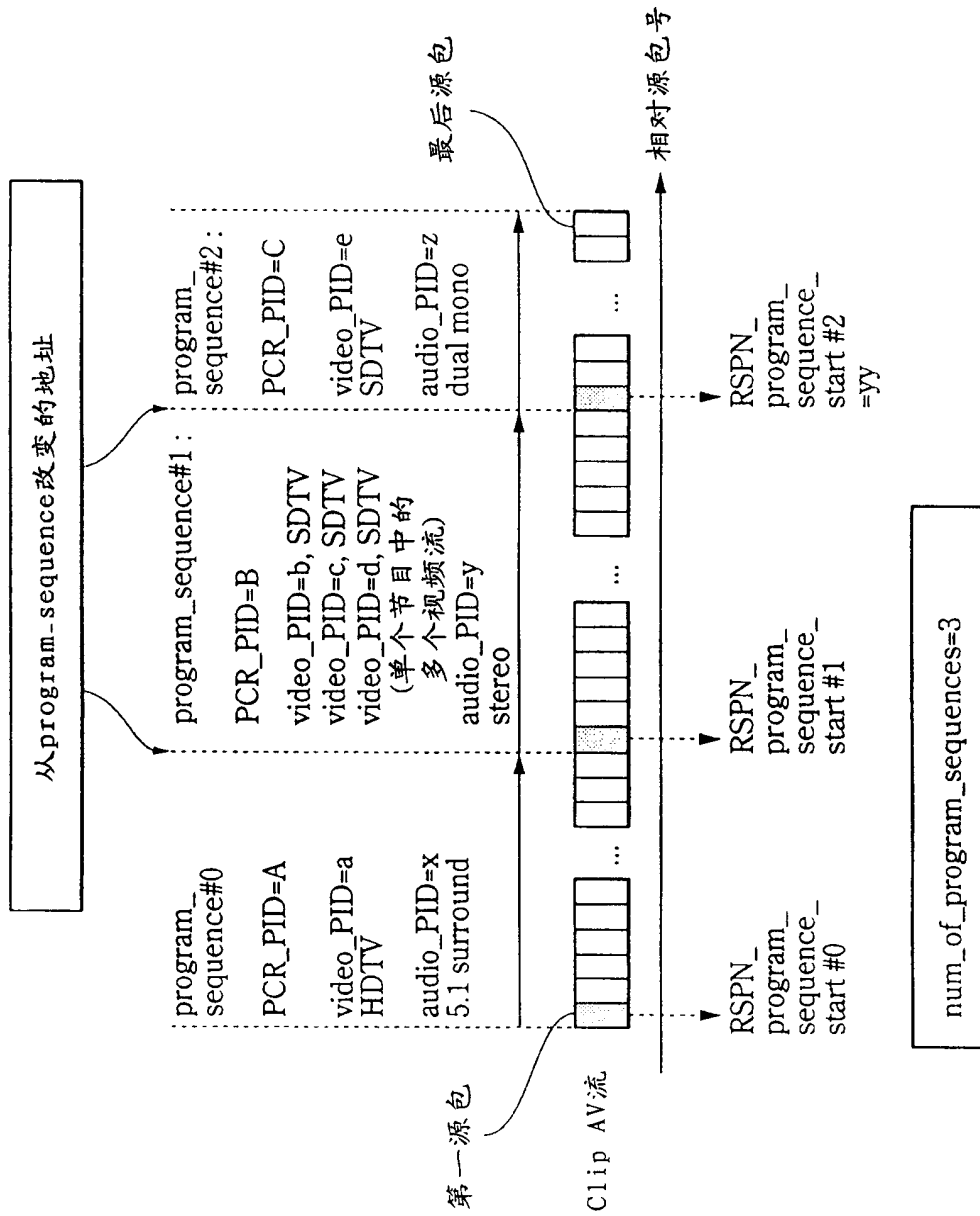 从program_sequence改变的地址
program_
sequence#0
PCR_PID=A
video_PID=a
HDTV
audio_PID=x
5.1 surround
program_sequence#1:
PCR_PID=B
video_PID=b, SDTV
video_PID=c, SDTV
video_PID=d, SDTV
(单个节目中的
多个视频流)
audio_PID=y
stereo
program_
sequence#2:
PCR_PID=C
video_PID=e
SDTV
audio_PID=z
dual mono
第一源包
最后源包
Clip AV流
...
...
...
相对源包号
RSPN_
program_
sequence_
start #0
RSPN_
program_
sequence_
start #1
RSPN_
program_
sequence_
start #2
=yy
num_of_program_sequences=3